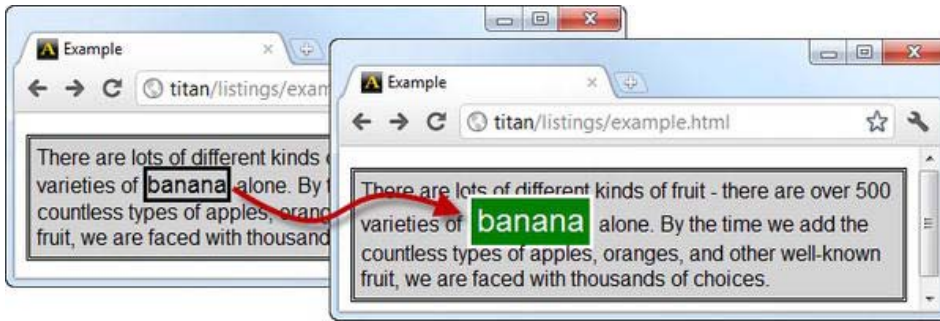 Example
titan/listings/exam
There are lots of different kinds
varieties of banana alone. By
countless types of apples,
fruit, we are faced with
Example
titan/listings/example.html
There are lots of different kinds of fruit - there are over 500
varieties of banana alone. By the time we add the
countless types of apples, oranges, and other well-known
fruit, we are faced with thousands of choices.